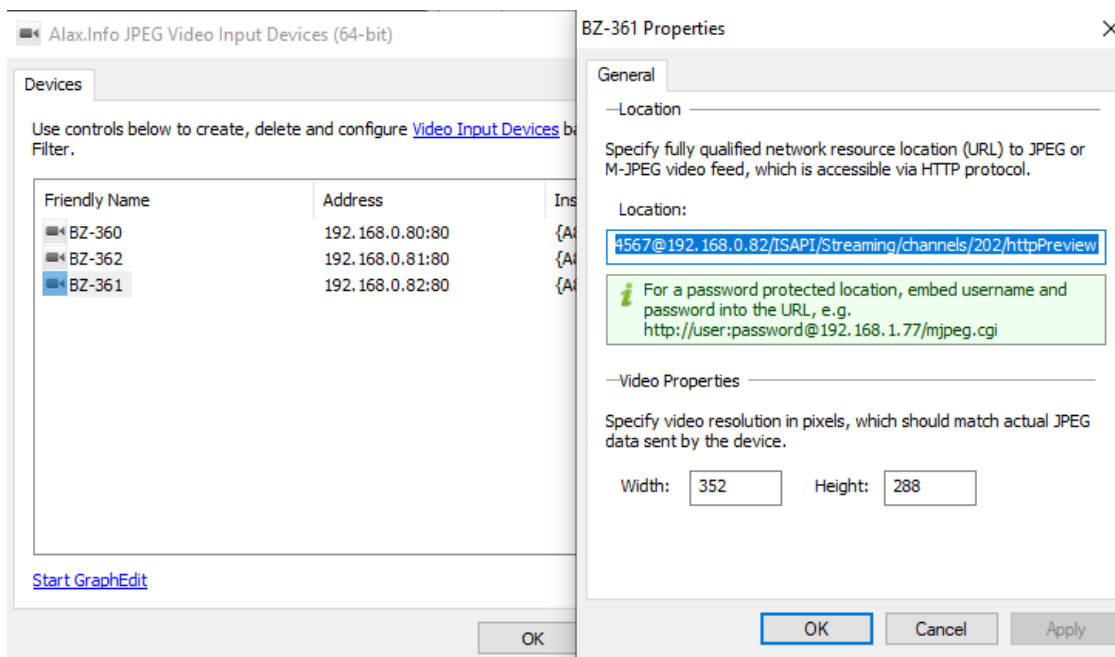 Alax.Info JPEG Video Input Devices (64-bit)
Devices
Use controls below to create, delete and configure Video Input Devices ba
Filter.
Friendly Name Address Ins
BZ-360 192.168.0.80:80 {A8
BZ-362 192.168.0.81:80 {A8
BZ-361 192.168.0.82:80 {A8
Start GraphEdit
OK
BZ-361 Properties
General
Location
Specify fully qualified network resource location (URL) to JPEG or
M-JPEG video feed, which is accessible via HTTP protocol.
Location:
4567@192.168.0.82/ISAPI/Streaming/channels/202/httpPreview
For a password protected location, embed username and
password into the URL, e.g.
http://user:password@192.168.1.77/mjpeg.cgi
Video Properties
Specify video resolution in pixels, which should match actual JPEG
data sent by the device.
Width: 352 Height: 288
OK Cancel Apply